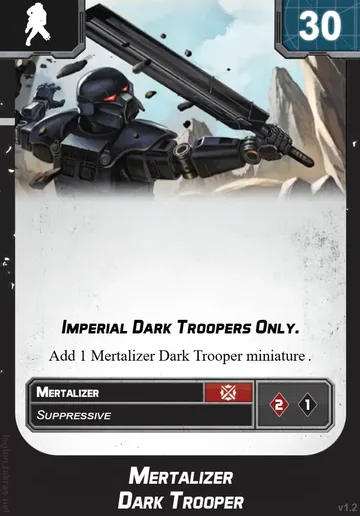 30
IMPERIAL DARK TROOPERS ONLY.
Add 1 Mertalizer Dark Trooper miniature .
MERTALIZER
SUPPRESSIVE
2 1
MERTALIZER
DARK TROOPER
v1.2